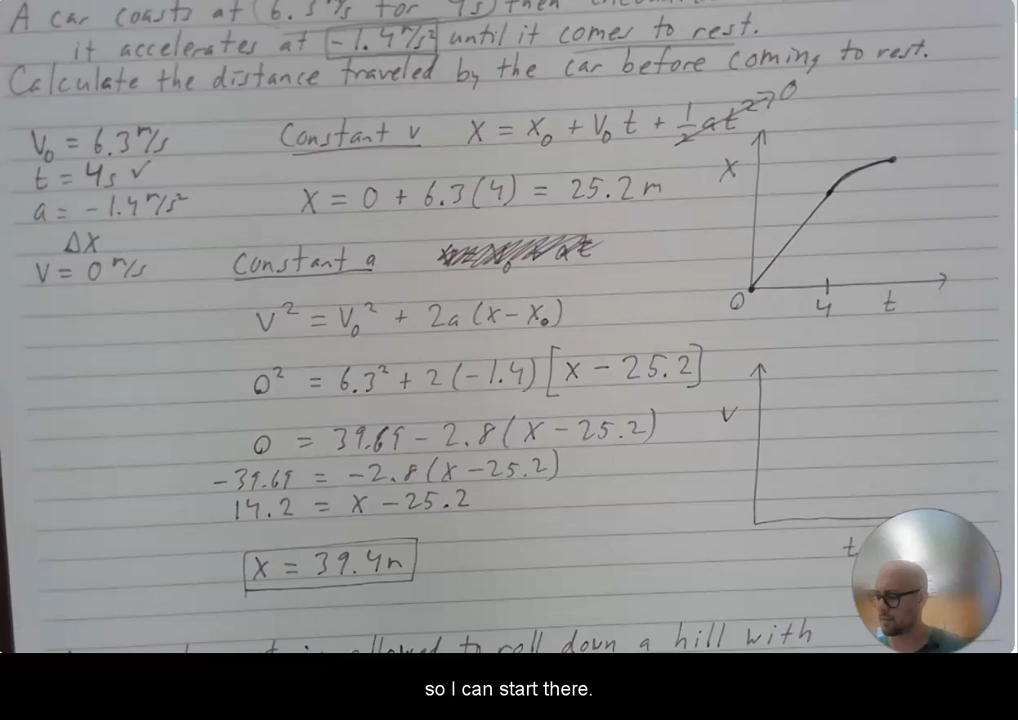 A car coasts at (6.3 m/s for 4s) then
it accelerates at -1.4 m/s² until it comes to rest.
Calculate the distance traveled by the car before coming to rest.
V₀ = 6.3 m/s
t = 4s ✓
a = -1.4 m/s²
ΔX
V = 0 m/s
Constant v X = X₀ + V₀ t + ½at² → 0
X = 0 + 6.3(4) = 25.2 m
Constant a
V² = V₀² + 2a (X - X₀)
0² = 6.3² + 2(-1.4) [X - 25.2]
0 = 39.69 - 2.8(X - 25.2)
-39.69 = -2.8(X - 25.2)
14.2 = X - 25.2
X = 39.4m
X
0 4 t
V
t
allowed to roll down a hill with
so I can start there.